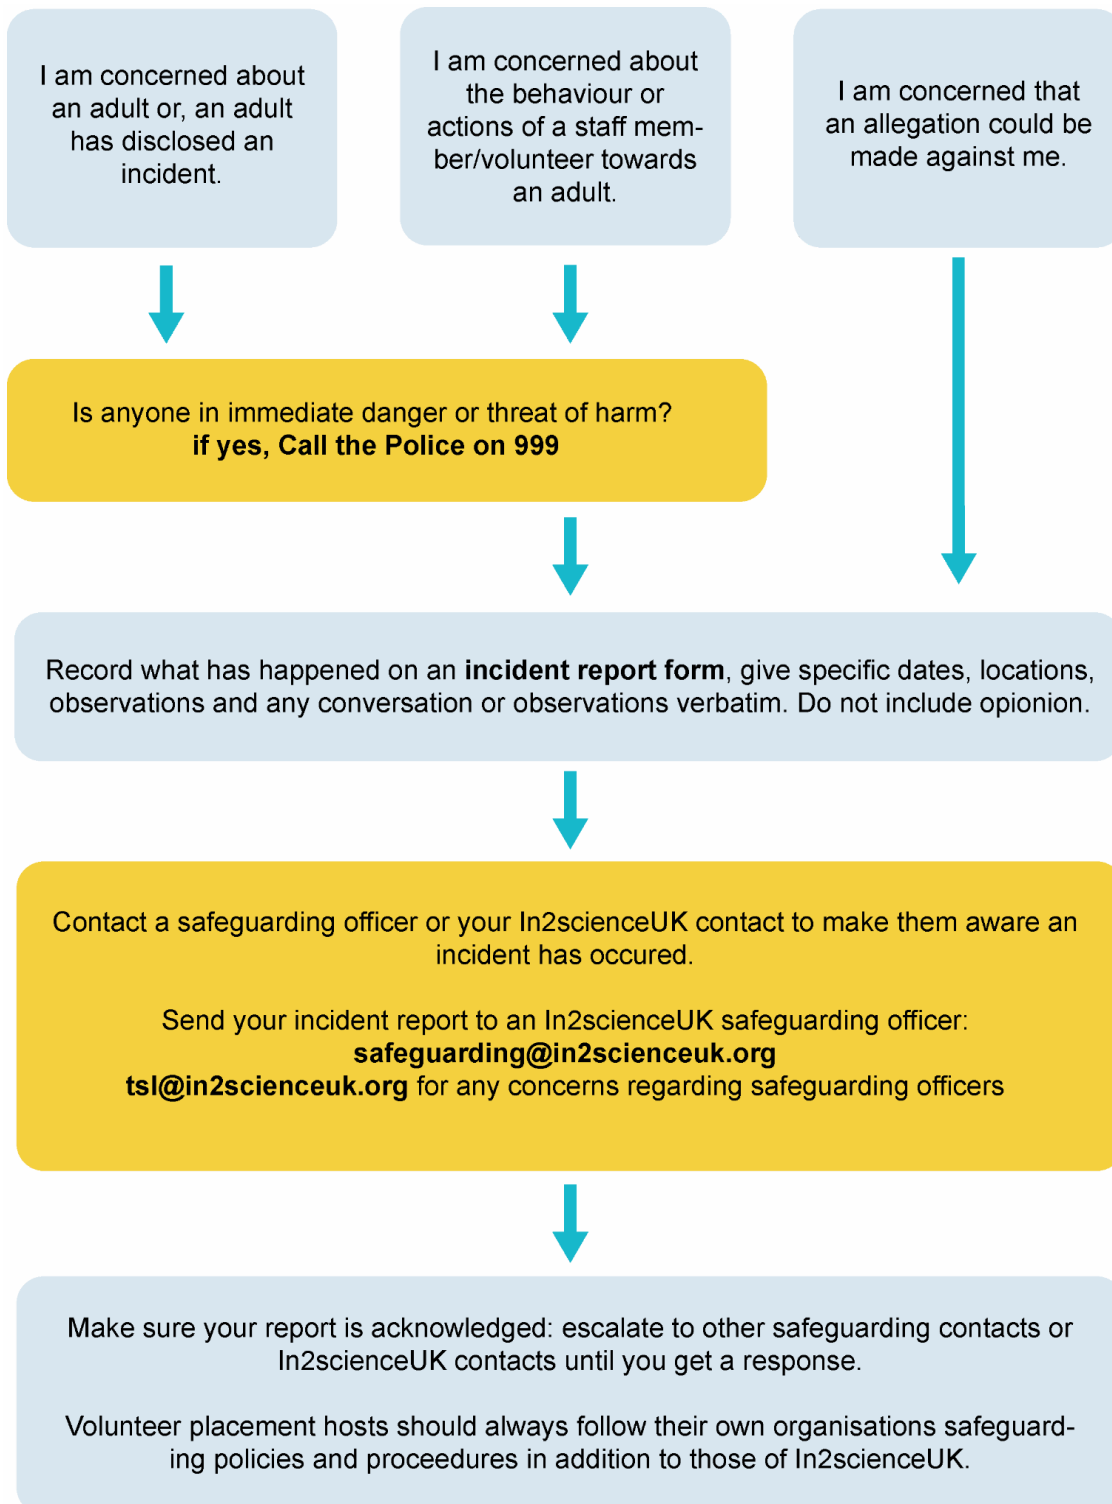 I am concerned about
an adult or, an adult
has disclosed an
incident.
I am concerned about
the behaviour or
actions of a staff mem-
ber/volunteer towards
an adult.
I am concerned that
an allegation could be
made against me.
Is anyone in immediate danger or threat of harm?
if yes, Call the Police on 999
Record what has happened on an incident report form, give specific dates, locations,
observations and any conversation or observations verbatim. Do not include opionion.
Contact a safeguarding officer or your In2scienceUK contact to make them aware an
incident has occured.
Send your incident report to an In2scienceUK safeguarding officer:
safeguarding@in2scienceuk.org
tsl@in2scienceuk.org for any concerns regarding safeguarding officers
Make sure your report is acknowledged: escalate to other safeguarding contacts or
In2scienceUK contacts until you get a response.
Volunteer placement hosts should always follow their own organisations safeguard-
ing policies and proceedures in addition to those of In2scienceUK.